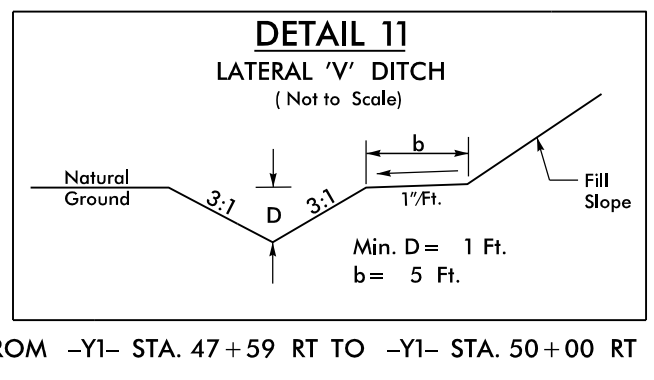 DETAIL 11
LATERAL 'V' DITCH
( Not to Scale)
b
Natural
Ground
3:1
D
3:1
1"/Ft.
Fill
Slope
Min. D = 1 Ft.
b = 5 Ft.
ROM -Y1- STA. 47+59 RT TO -Y1- STA. 50+00 RT